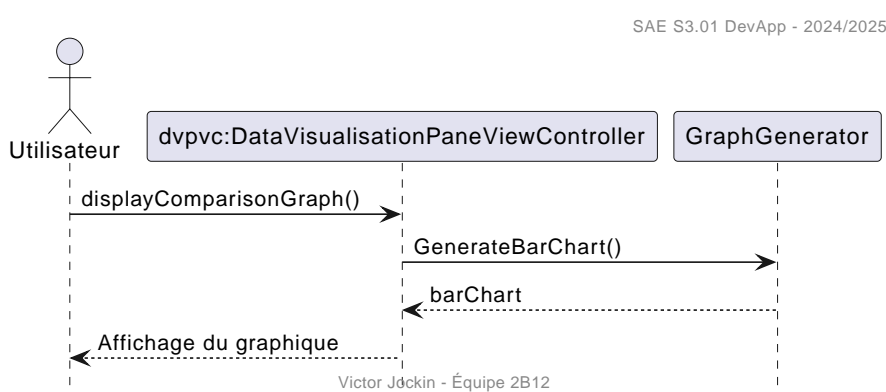 SAE S3.01 DevApp - 2024/2025
Utilisateur
dvpvc:DataVisualisationPaneViewController
GraphGenerator
displayComparisonGraph()
GenerateBarChart()
barChart
Affichage du graphique
Victor Jockin - Équipe 2B12